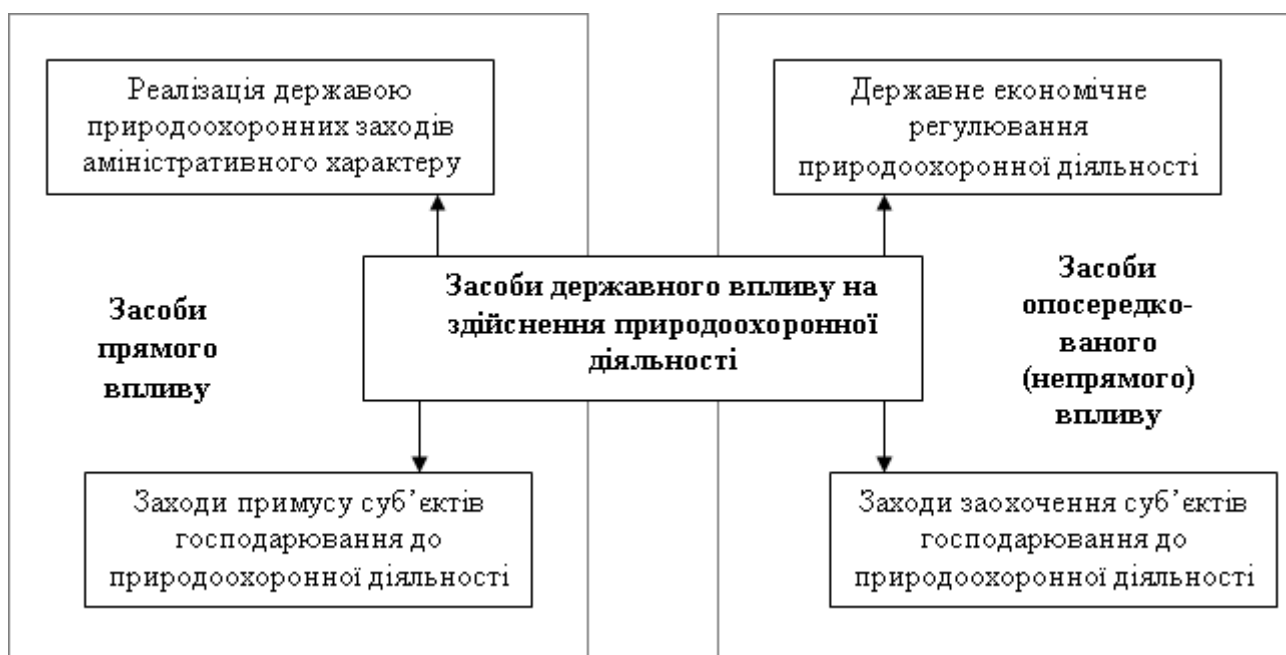 Реалізація державою
природоохоронних заходів
аміністративного характеру
Державне економічне
регулювання
природоохоронної діяльності
Засоби державного впливу на
здійснення природоохоронної
діяльності
Засоби
прямого
впливу
Засоби
опосередко-
ваного
(непрямого)
впливу
Заходи примусу суб’єктів
господарювання до
природоохоронної діяльності
Заходи заохочення суб’єктів
господарювання до
природоохоронної діяльності